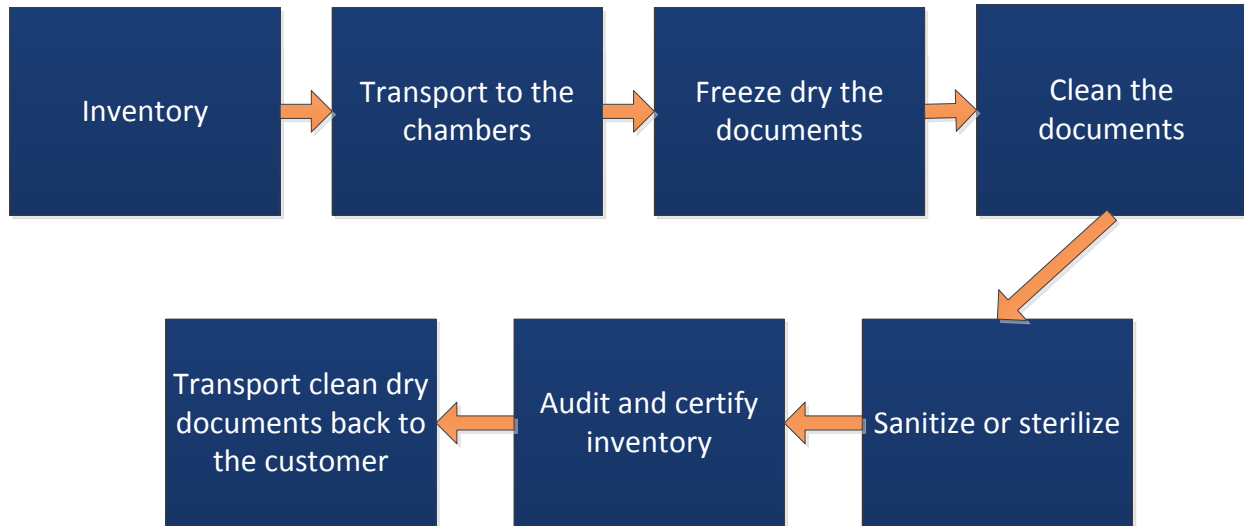 Inventory
Transport to the
chambers
Freeze dry the
documents
Clean the
documents
Sanitize or sterilize
Audit and certify
inventory
Transport clean dry
documents back to
the customer